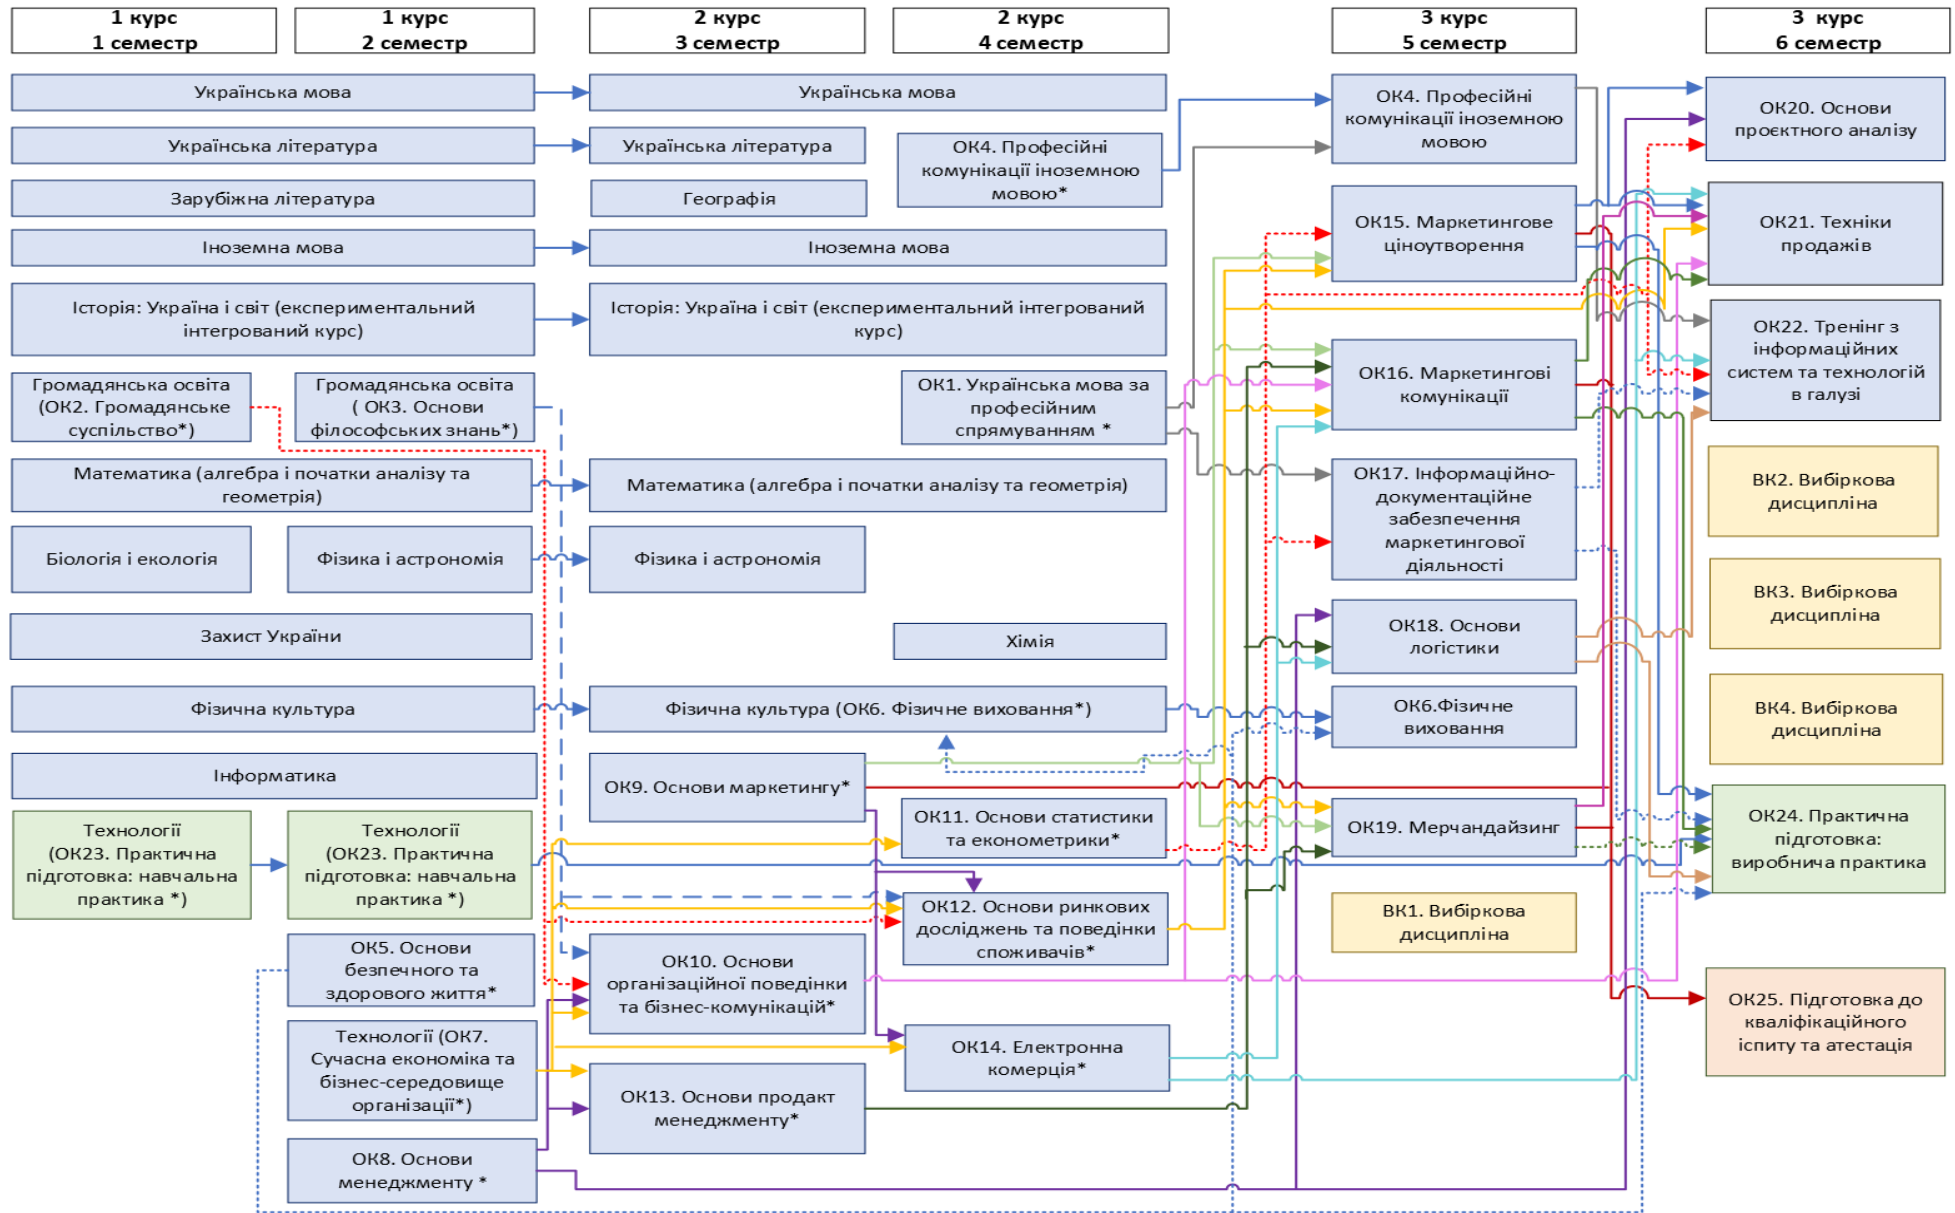 1 курс
1 семестр
1 курс
2 семестр
2 курс
3 семестр
2 курс
4 семестр
3 курс
5 семестр
3 курс
6 семестр
Українська мова
Українська література
Зарубіжна література
Іноземна мова
Історія: Україна і світ (експериментальний
інтегрований курс)
Громадянська освіта
(ОК2. Громадянське
суспільство*)
Громадянська освіта
( ОК3. Основи
філософських знань*)
Математика (алгебра і початки аналізу та
геометрія)
Біологія і екологія
Фізика і астрономія
Захист України
Фізична культура
Інформатика
Технології
(ОК23. Практична
підготовка: навчальна
практика *)
Технології
(ОК23. Практична
підготовка: навчальна
практика *)
ОК5. Основи
безпечного та
здорового життя*
Технології (ОК7.
Сучасна економіка та
бізнес-середовище
організації*)
ОК8. Основи
менеджменту *
Українська мова
Українська література
Географія
Іноземна мова
Історія: Україна і світ (експериментальний інтегрований
курс)
Математика (алгебра і початки аналізу та геометрія)
Фізика і астрономія
Фізична культура (ОК6. Фізичне виховання*)
ОК9. Основи маркетингу*
ОК10. Основи
організаційної поведінки
та бізнес-комунікацій*
ОК13. Основи продакт
менеджменту*
ОК4. Професійні
комунікації іноземною
мовою*
ОК1. Українська мова за
професійним
спрямуванням *
Хімія
ОК11. Основи статистики
та економетрики*
ОК12. Основи ринкових
досліджень та поведінки
споживачів*
ОК14. Електронна
комерція*
ОК4. Професійні
комунікації іноземною
мовою
ОК15. Маркетингове
ціноутворення
ОК16. Маркетингові
комунікації
ОК17. Інформаційно-
документаційне
забезпечення
маркетингової
діяльності
ОК18. Основи
логістики
ОК6.Фізичне
виховання
ОК19. Мерчандайзинг
ВК1. Вибіркова
дисципліна
ОК20. Основи
проєктного аналізу
ОК21. Техніки
продажів
ОК22. Тренінг з
інформаційних
систем та технологій
в галузі
ВК2. Вибіркова
дисципліна
ВК3. Вибіркова
дисципліна
ВК4. Вибіркова
дисципліна
ОК24. Практична
підготовка:
виробнича практика
ОК25. Підготовка до
кваліфікаційного
іспиту та атестація